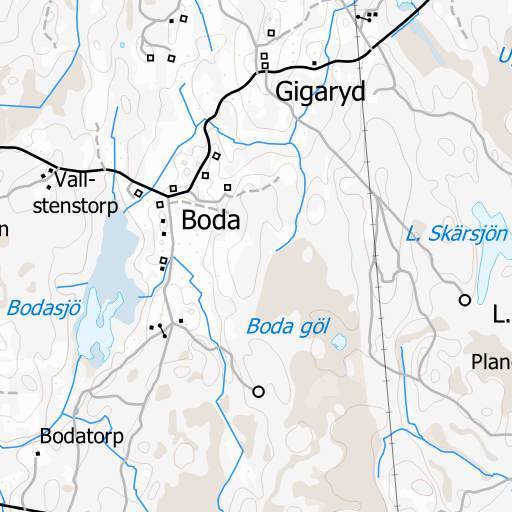 Gigaryd
Vall-
stenstorp
Boda
L. Skärsjön
Bodasjö
L.
Boda göl
Plan
Bodatorp